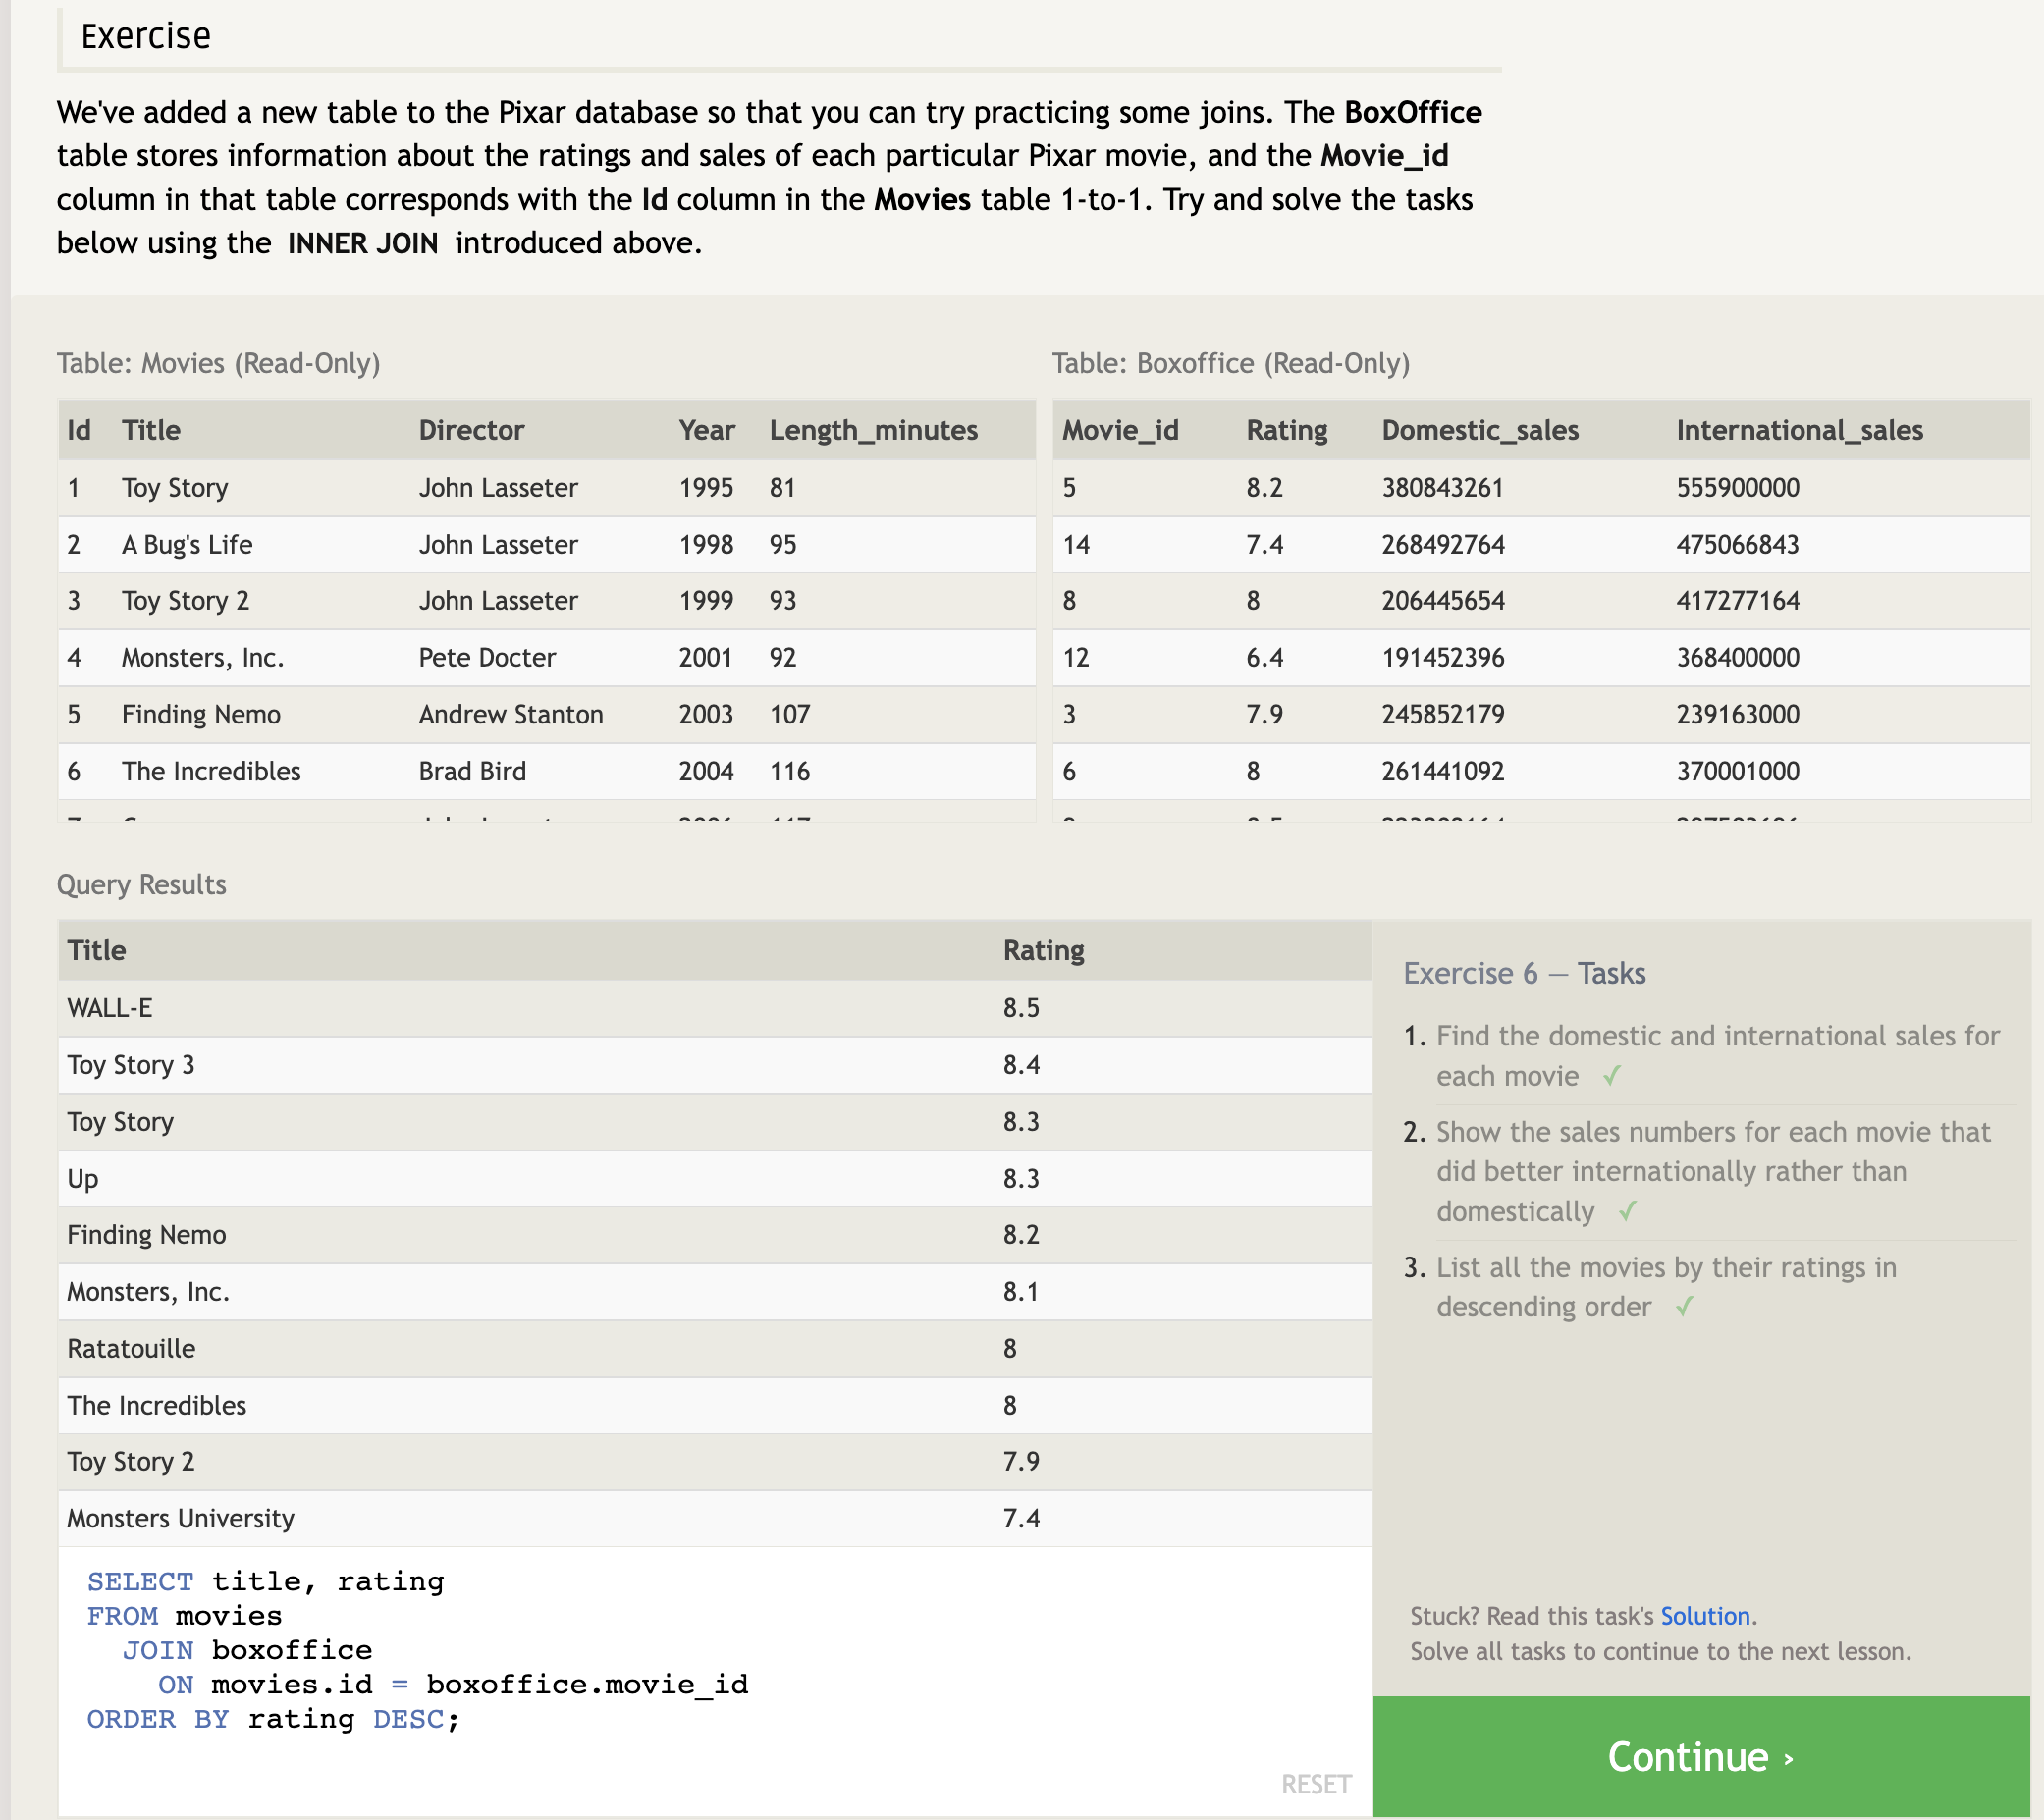 Exercise
We've added a new table to the Pixar database so that you can try practicing some joins. The BoxOffice
table stores information about the ratings and sales of each particular Pixar movie, and the Movie_id
column in that table corresponds with the Id column in the Movies table 1-to-1. Try and solve the tasks
below using the INNER JOIN introduced above.
Table: Movies (Read-Only)
Id Title Director Year Length_minutes
1 Toy Story John Lasseter 1995 81
2 A Bug's Life John Lasseter 1998 95
3 Toy Story 2 John Lasseter 1999 93
4 Monsters, Inc. Pete Docter 2001 92
5 Finding Nemo Andrew Stanton 2003 107
6 The Incredibles Brad Bird 2004 116
Table: Boxoffice (Read-Only)
Movie_id Rating Domestic_sales International_sales
5 8.2 380843261 555900000
14 7.4 268492764 475066843
8 8 206445654 417277164
12 6.4 191452396 368400000
3 7.9 245852179 239163000
6 8 261441092 370001000
Query Results
Title Rating
WALL-E 8.5
Toy Story 3 8.4
Toy Story 8.3
Up 8.3
Finding Nemo 8.2
Monsters, Inc. 8.1
Ratatouille 8
The Incredibles 8
Toy Story 2 7.9
Monsters University 7.4
SELECT title, rating
FROM movies
JOIN boxoffice
ON movies.id = boxoffice.movie_id
ORDER BY rating DESC;
RESET
Exercise 6 — Tasks
1. Find the domestic and international sales for
each movie ✓
2. Show the sales numbers for each movie that
did better internationally rather than
domestically ✓
3. List all the movies by their ratings in
descending order ✓
Stuck? Read this task's Solution.
Solve all tasks to continue to the next lesson.
Continue ›